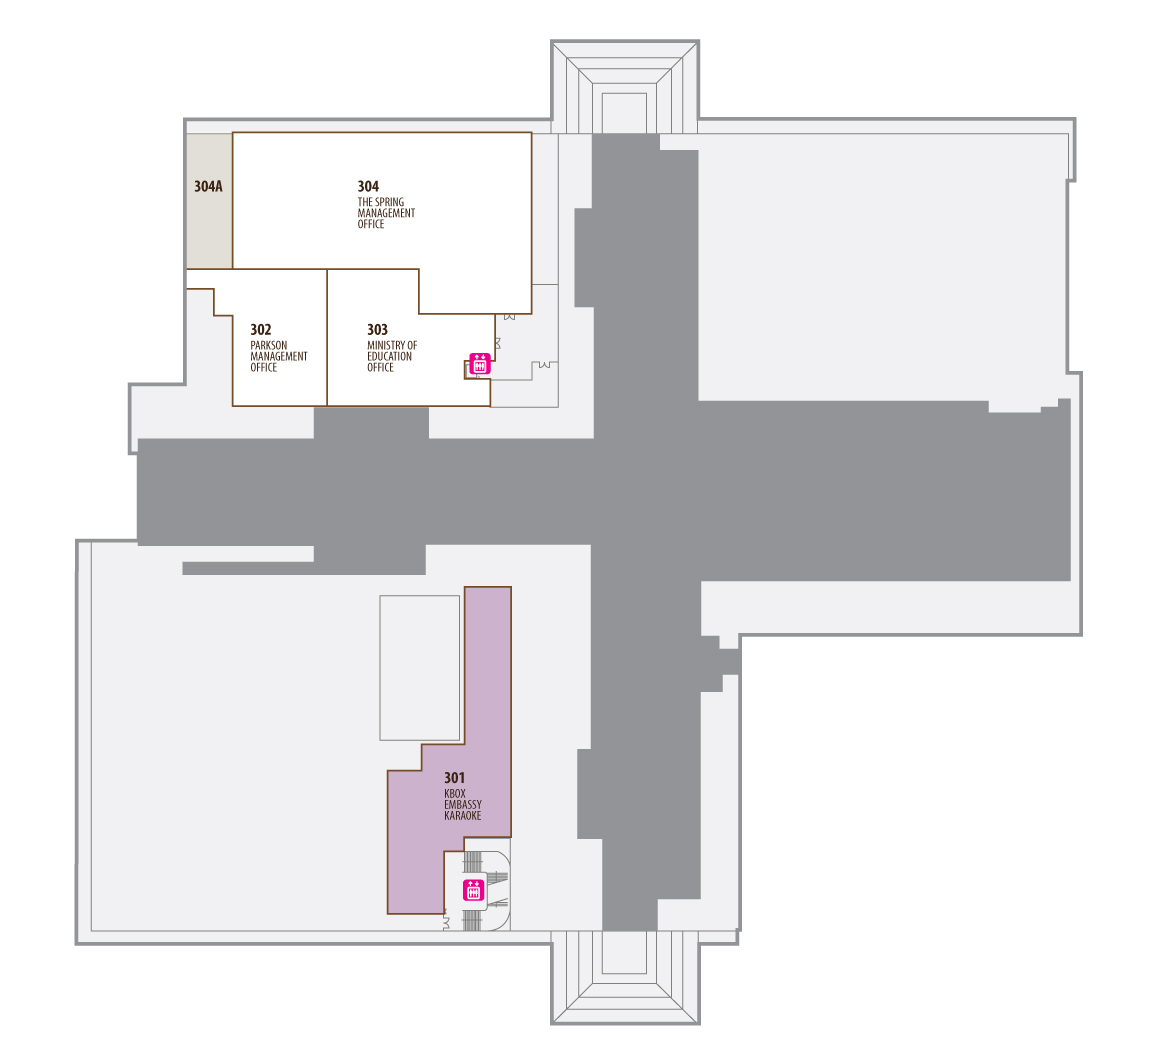 304A
304
THE SPRING
MANAGEMENT
OFFICE
302
PARKSON
MANAGEMENT
OFFICE
303
MINISTRY OF
EDUCATION
OFFICE
301
KBOX
EMBASSY
KARAOKE